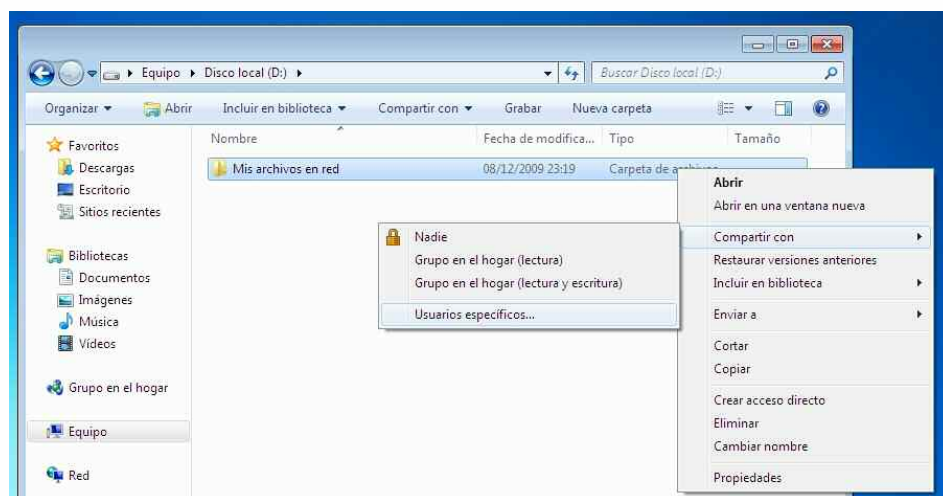 Equipo ▸ Disco local (D:) ▸
Buscar Disco local (D:)
Organizar Abrir Incluir en biblioteca Compartir con Grabar Nueva carpeta
Nombre Fecha de modifica... Tipo Tamaño
Mis archivos en red 08/12/2009 23:19 Carpeta de archivos
Favoritos
Descargas
Escritorio
Sitios recientes
Bibliotecas
Documentos
Imágenes
Música
Vídeos
Grupo en el hogar
Equipo
Red
Nadie
Grupo en el hogar (lectura)
Grupo en el hogar (lectura y escritura)
Usuarios específicos...
Abrir
Abrir en una ventana nueva
Compartir con
Restaurar versiones anteriores
Incluir en biblioteca
Enviar a
Cortar
Copiar
Crear acceso directo
Eliminar
Cambiar nombre
Propiedades